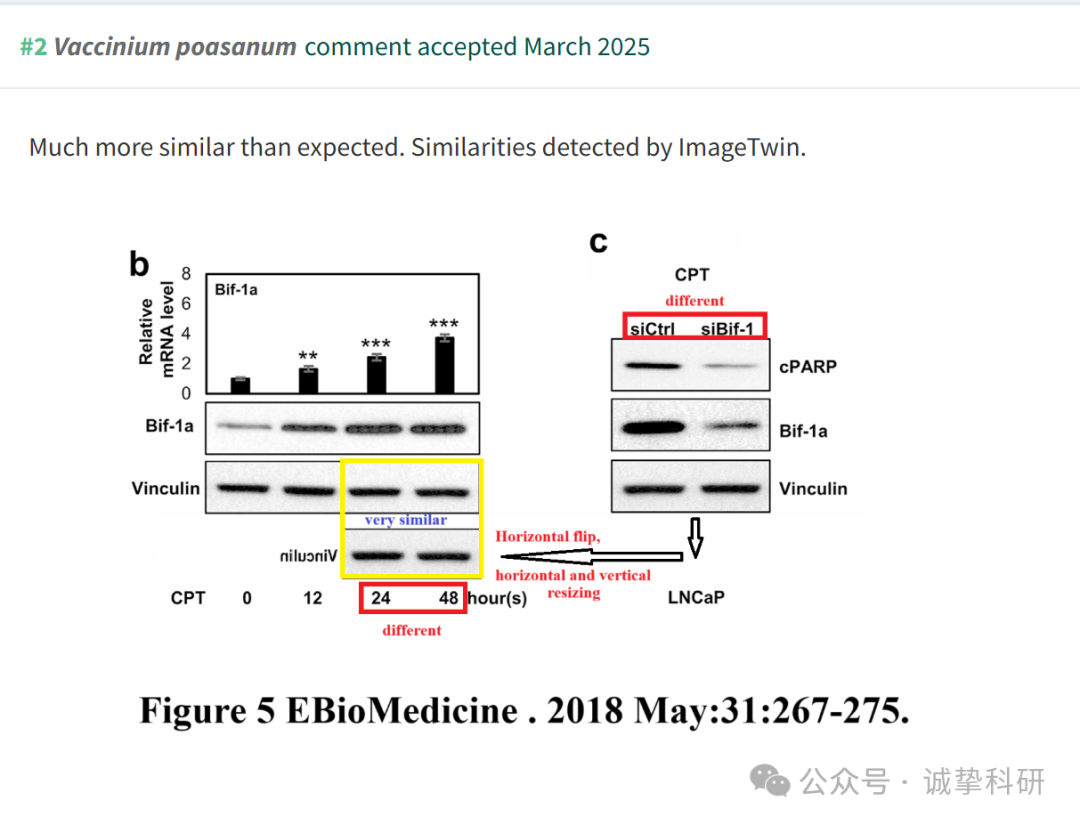 #2 Vaccinium poasanum comment accepted March 2025
Much more similar than expected. Similarities detected by ImageTwin.
b
Relative
mRNA level
8
6
4
2
0
Bif-1a
**
***
***
Bif-1a
Vinculin
very similar
Vinculin
CPT 0 12 24 48 hour(s)
different
c
CPT
different
siCtrl siBif-1
cPARP
Bif-1a
Vinculin
Horizontal flip,
horizontal and vertical
resizing
LNCaP
Figure 5 EBioMedicine . 2018 May:31:267-275.
公众号 · 诚挚科研